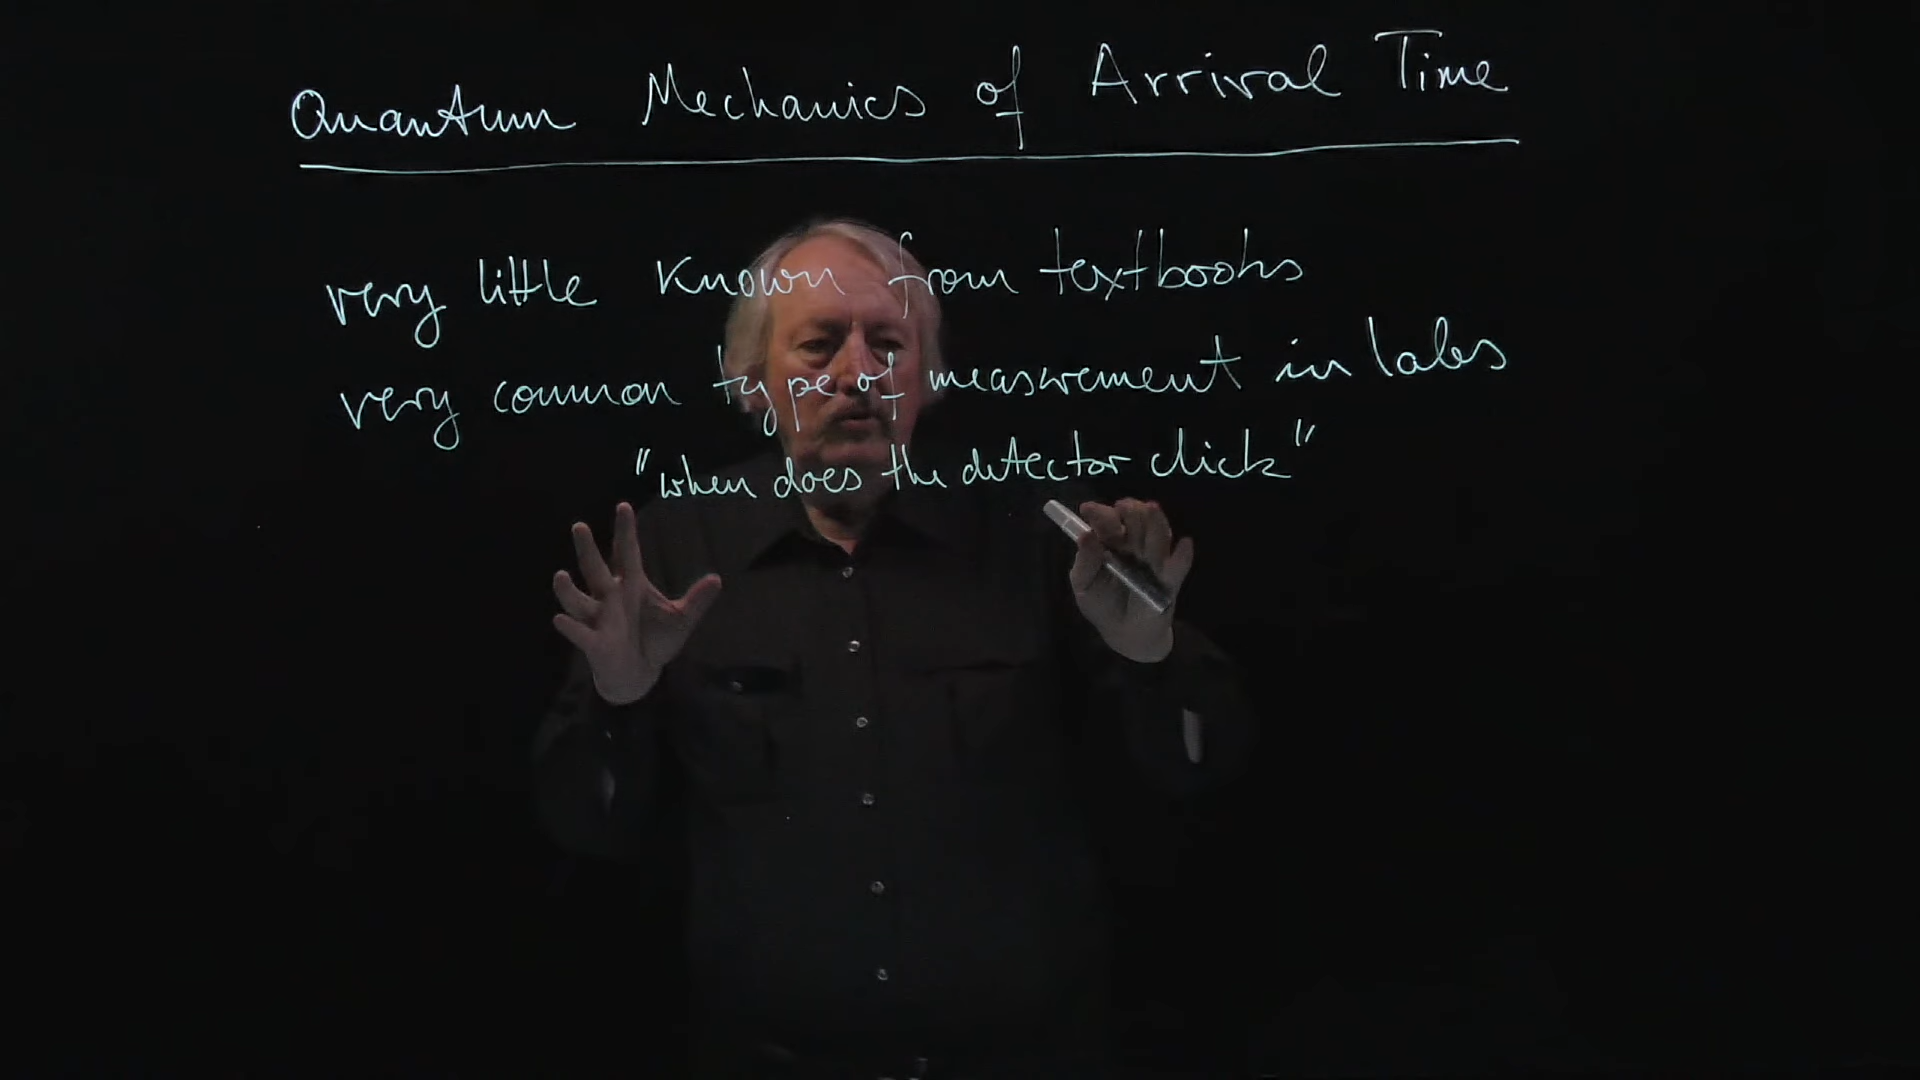 Quantum Mechanics of Arrival Time
very little known from textbooks
very common type of measurement in labs
"when does the detector click"